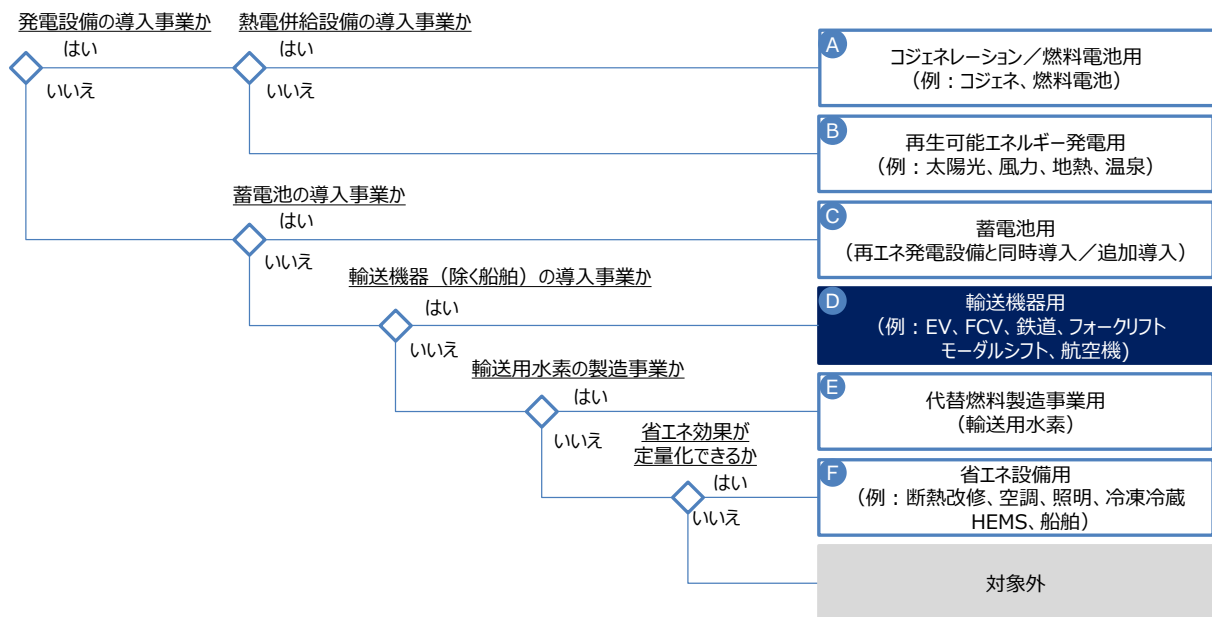 発電設備の導入事業か
はい
いいえ
熱電併給設備の導入事業か
はい
いいえ
A
コジェネレーション／燃料電池用
（例：コジェネ、燃料電池）
B
再生可能エネルギー発電用
（例：太陽光、風力、地熱、温泉）
蓄電池の導入事業か
はい
いいえ
C
蓄電池用
（再エネ発電設備と同時導入／追加導入）
輸送機器（除く船舶）の導入事業か
はい
いいえ
D
輸送機器用
（例：EV、FCV、鉄道、フォークリフト
モーダルシフト、航空機)
輸送用水素の製造事業か
はい
いいえ
E
代替燃料製造事業用
（輸送用水素）
省エネ効果が
定量化できるか
はい
いいえ
F
省エネ設備用
（例：断熱改修、空調、照明、冷凍冷蔵
HEMS、船舶）
対象外